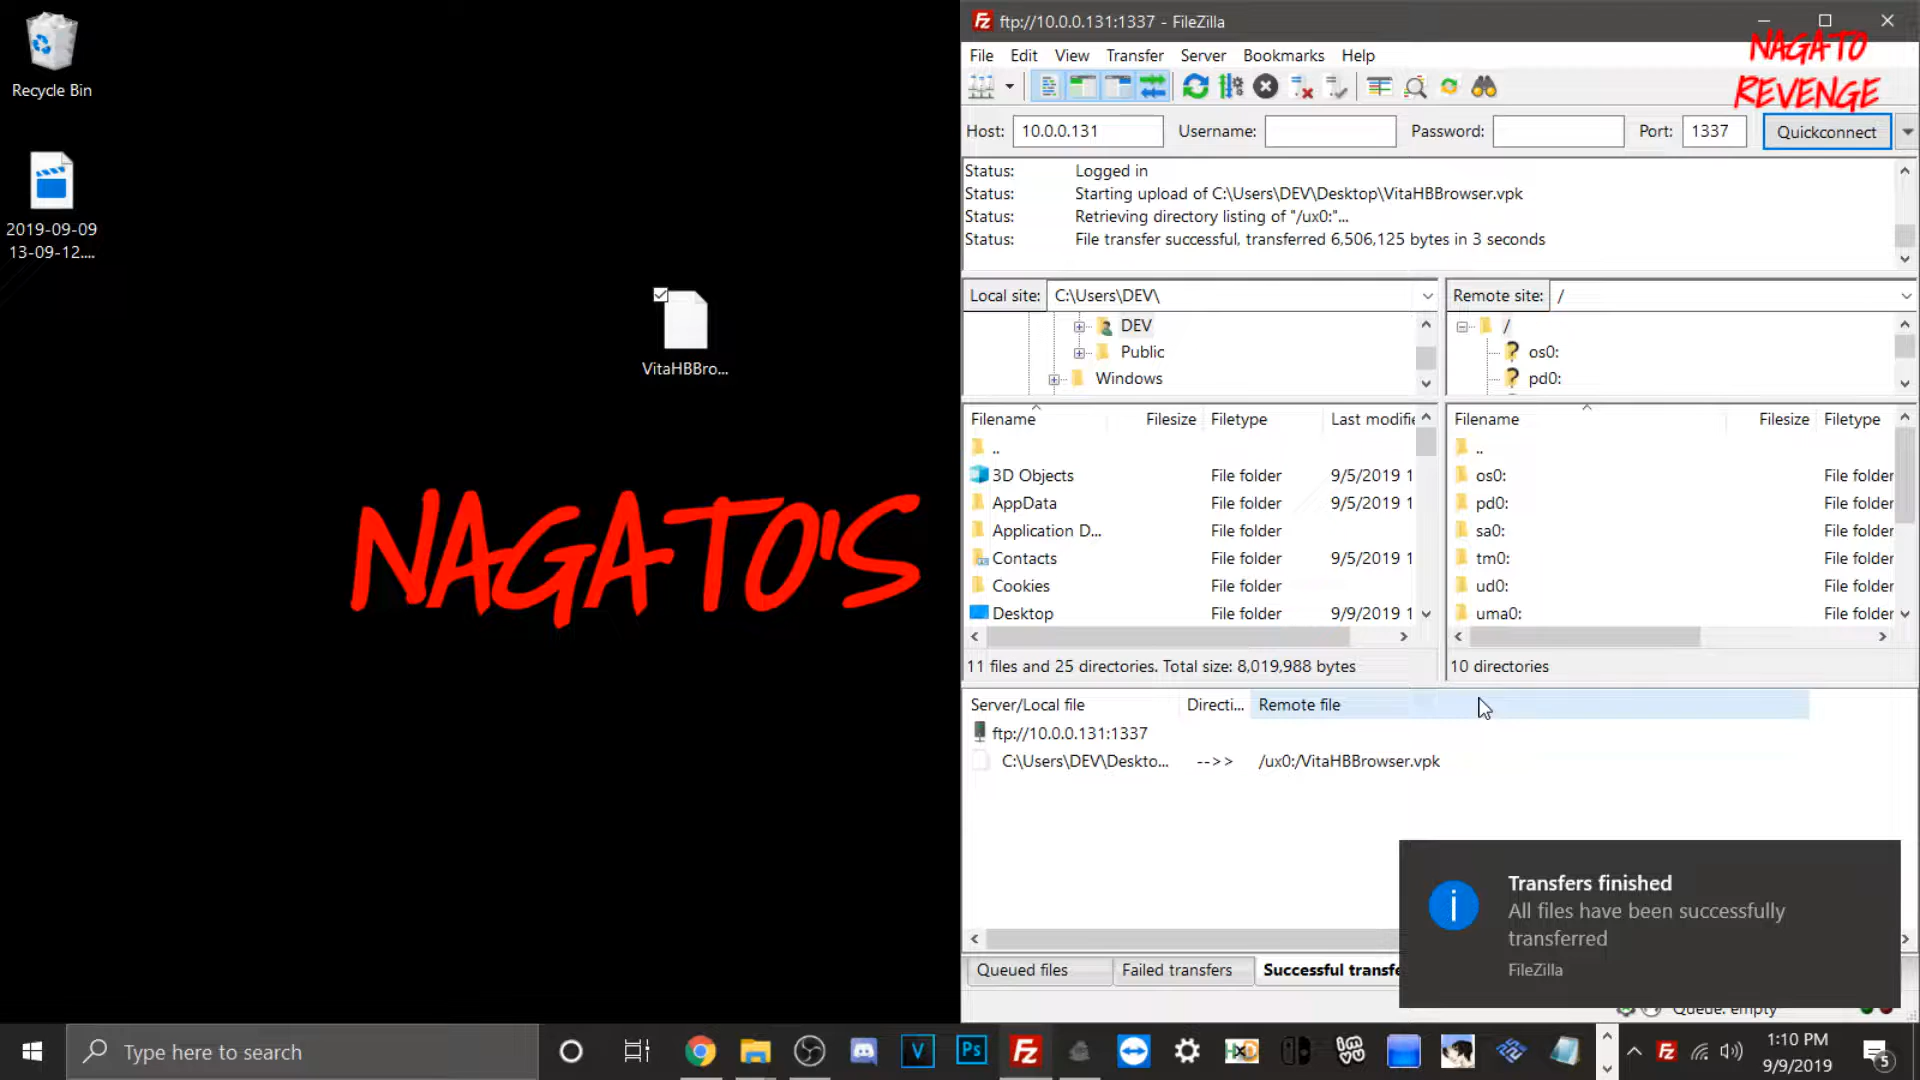 Recycle Bin
2019-09-09
13-09-12....
VitaHBBro...
NAGATO'S
ftp://10.0.0.131:1337 - FileZilla
NAGATO
REVENGE
File Edit View Transfer Server Bookmarks Help
Host: 10.0.0.131 Username: Password: Port: 1337 Quickconnect
Status: Logged in
Status: Starting upload of C:\Users\DEV\Desktop\VitaHBBrowser.vpk
Status: Retrieving directory listing of "/ux0:"...
Status: File transfer successful, transferred 6,506,125 bytes in 3 seconds
Local site: C:\Users\DEV\
DEV
Public
Windows
Remote site: /
/
os0:
pd0:
Filename Filesize Filetype Last modifie
..
3D Objects File folder 9/5/2019 1
AppData File folder 9/5/2019 1
Application D... File folder
Contacts File folder 9/5/2019 1
Cookies File folder
Desktop File folder 9/9/2019 1
11 files and 25 directories. Total size: 8,019,988 bytes
Filename Filesize Filetype
..
os0: File folder
pd0: File folder
sa0: File folder
tm0: File folder
ud0: File folder
uma0: File folder
10 directories
Server/Local file Directi... Remote file
ftp://10.0.0.131:1337
C:\Users\DEV\Deskto... -->> /ux0:/VitaHBBrowser.vpk
Transfers finished
All files have been successfully
transferred
FileZilla
Queued files Failed transfers Successful transfe
Queue: empty
Type here to search
V
Ps
Fz
HXD
1:10 PM
9/9/2019
5